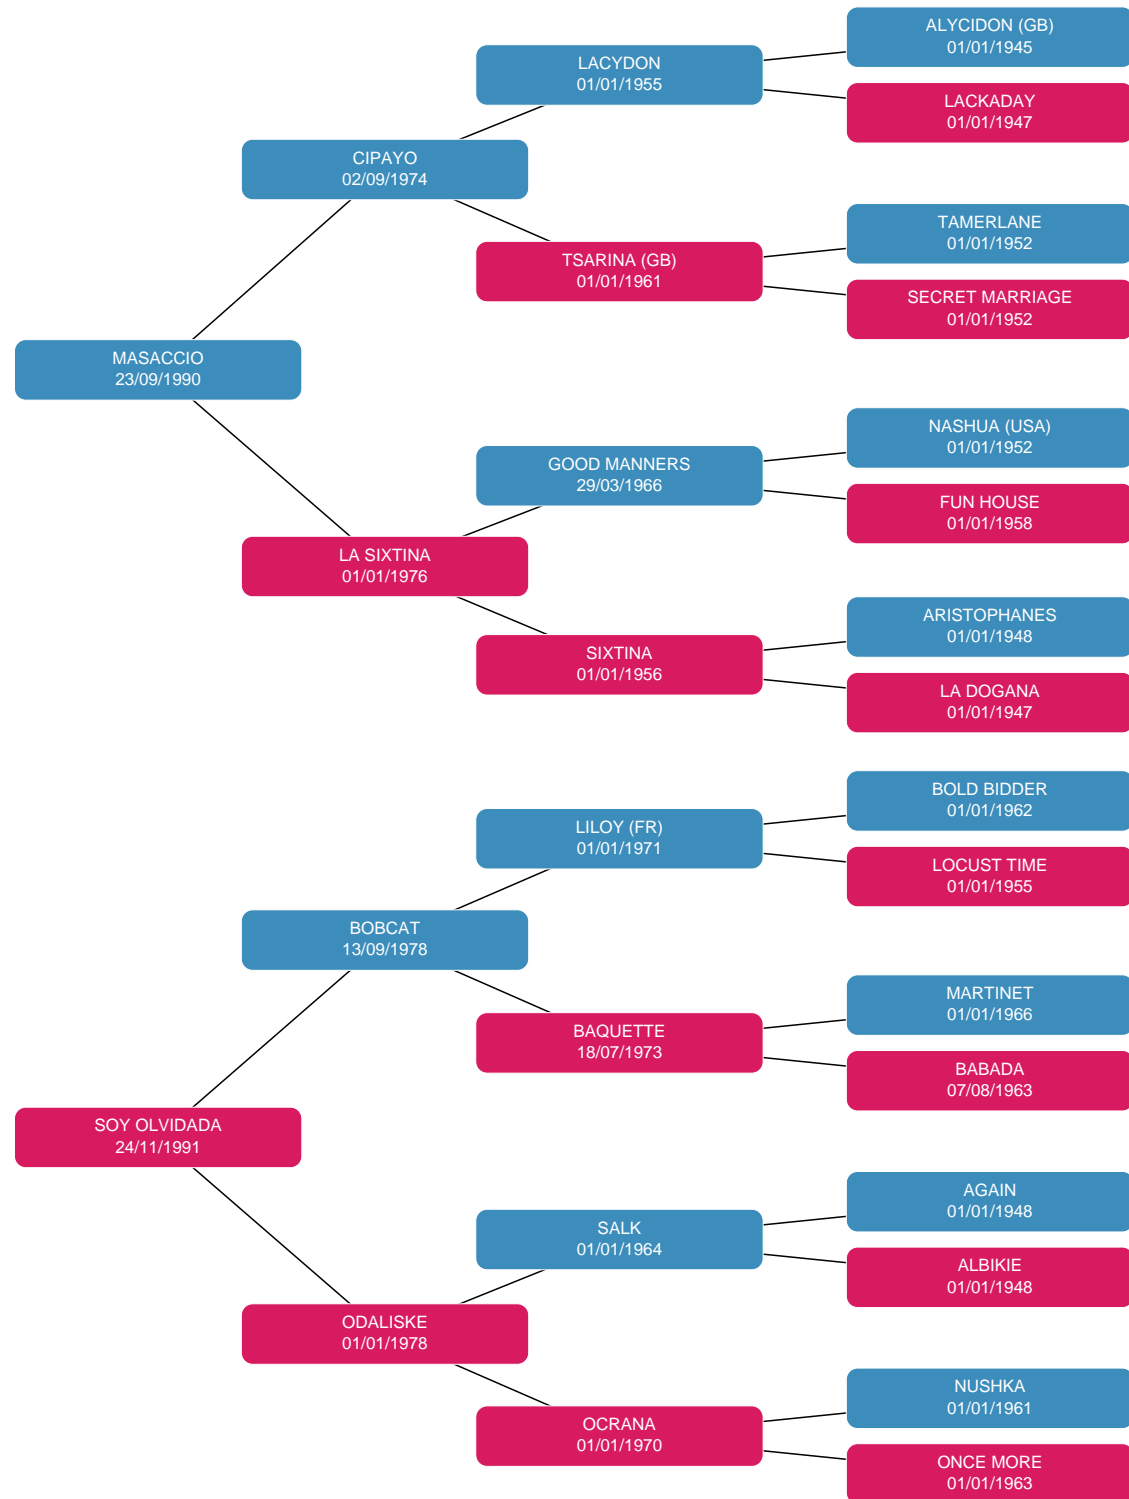 ALYCIDON (GB)
01/01/1945
LACYDON
01/01/1955
LACKADAY
01/01/1947
CIPAYO
02/09/1974
TAMERLANE
01/01/1952
TSARINA (GB)
01/01/1961
SECRET MARRIAGE
01/01/1952
MASACCIO
23/09/1990
NASHUA (USA)
01/01/1952
GOOD MANNERS
29/03/1966
FUN HOUSE
01/01/1958
LA SIXTINA
01/01/1976
ARISTOPHANES
01/01/1948
SIXTINA
01/01/1956
LA DOGANA
01/01/1947
BOLD BIDDER
01/01/1962
LILOY (FR)
01/01/1971
LOCUST TIME
01/01/1955
BOBCAT
13/09/1978
MARTINET
01/01/1966
BAQUETTE
18/07/1973
BABADA
07/08/1963
SOY OLVIDADA
24/11/1991
AGAIN
01/01/1948
SALK
01/01/1964
ALBIKIE
01/01/1948
ODALISKE
01/01/1978
NUSHKA
01/01/1961
OCRANA
01/01/1970
ONCE MORE
01/01/1963